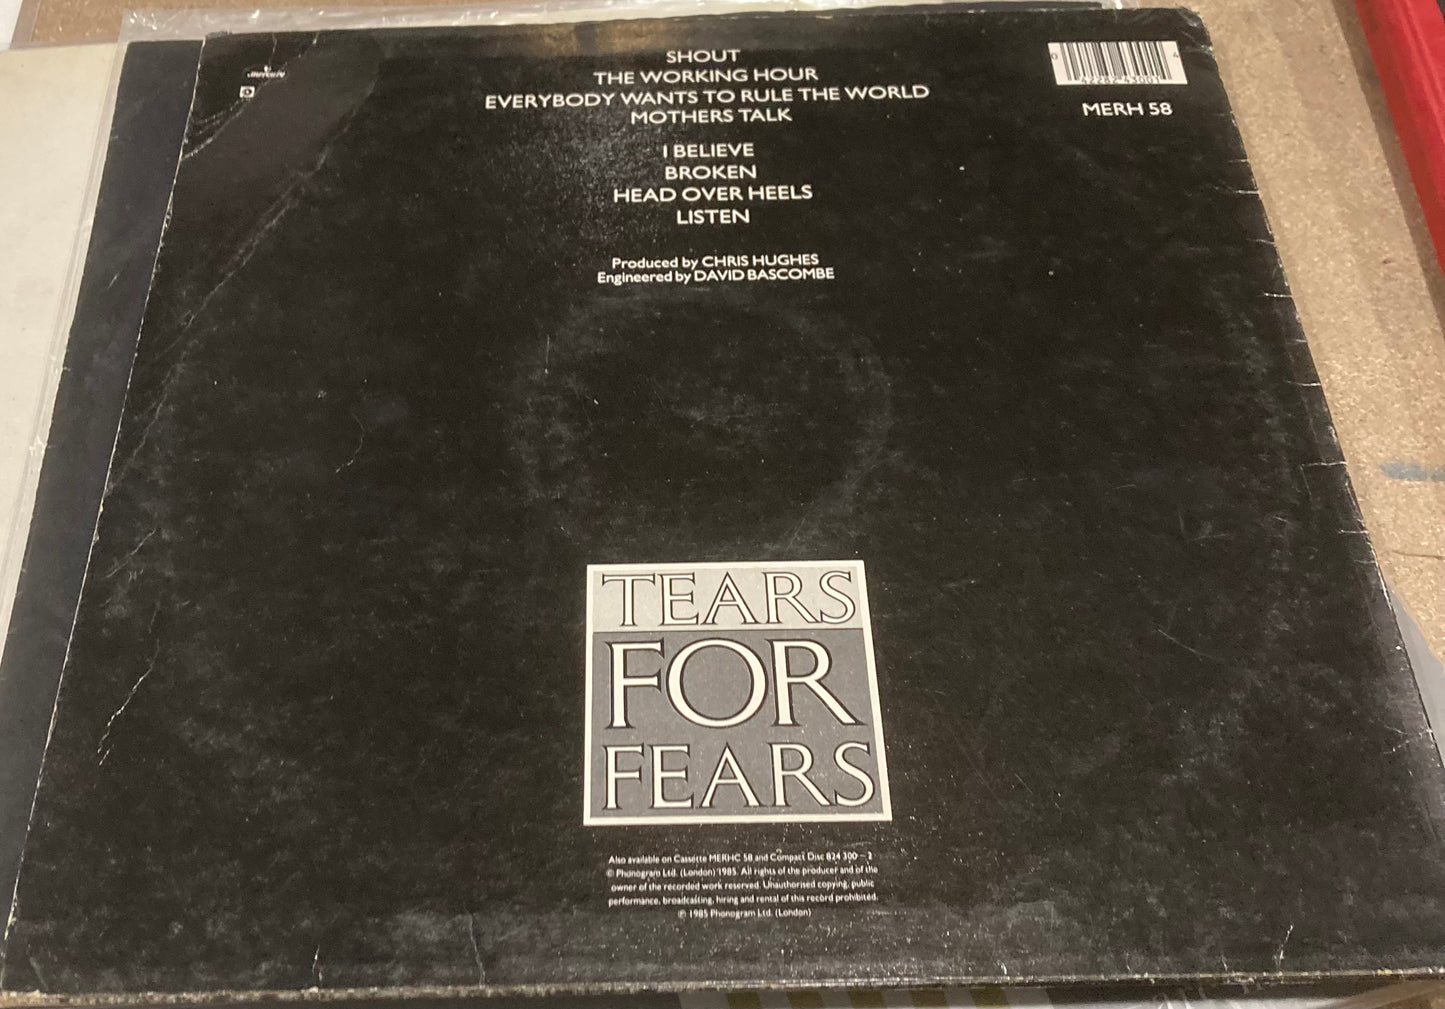 SHOUT
THE WORKING HOUR
EVERYBODY WANTS TO RULE THE WORLD
MOTHERS TALK
I BELIEVE
BROKEN
HEAD OVER HEELS
LISTEN
Produced by CHRIS HUGHES
Engineered by DAVID BASCOMBE
0 42282 43001 4
MERH 58
TEARS
FOR
FEARS
Also available on Cassette MERHC 58 and Compact Disc 824 300 – 2
© Phonogram Ltd. (London) 1985. All rights of the producer and of the
owner of the recorded work reserved. Unauthorised copying, public
performance, broadcasting, hiring and rental of this record prohibited.
℗ 1985 Phonogram Ltd. (London)